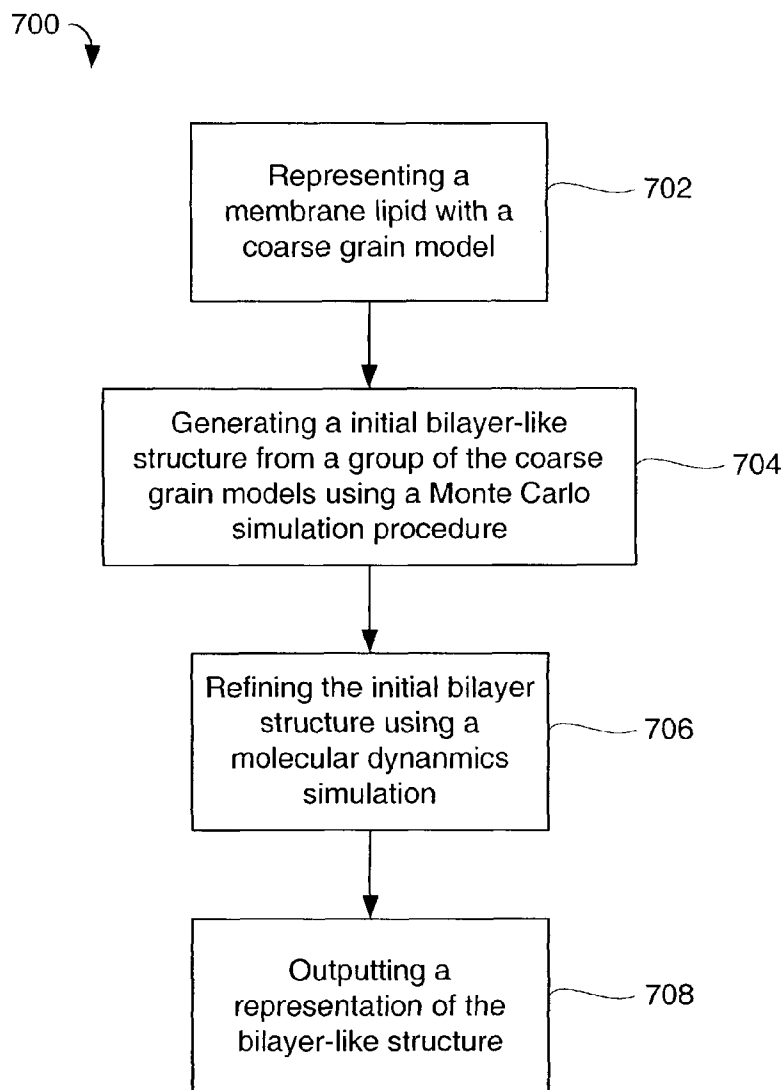 700
Representing a
membrane lipid with a
coarse grain model
702
Generating a initial bilayer-like
structure from a group of the coarse
grain models using a Monte Carlo
simulation procedure
704
Refining the initial bilayer
structure using a
molecular dynanmics
simulation
706
Outputting a
representation of the
bilayer-like structure
708